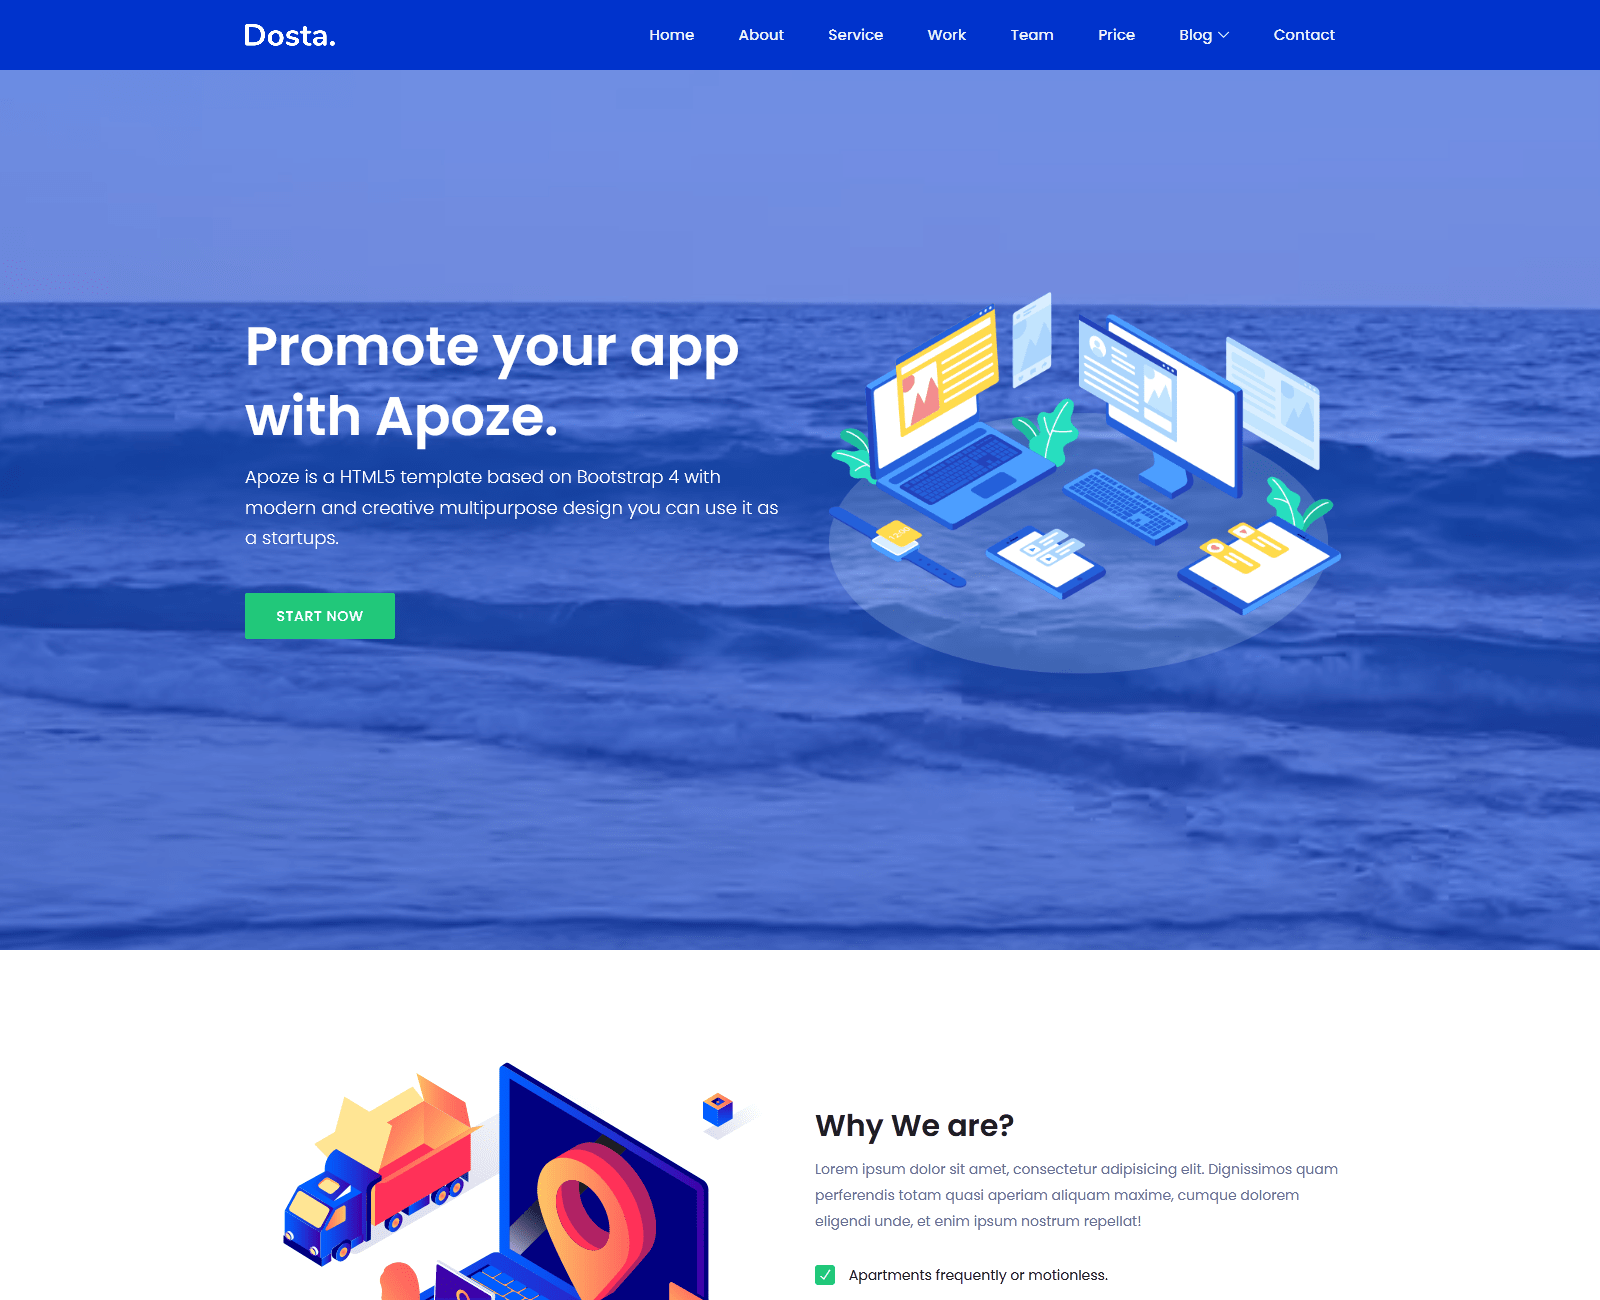 Dosta.
Home About Service Work Team Price Blog Contact
Promote your app
with Apoze.
Apoze is a HTML5 template based on Bootstrap 4 with
modern and creative multipurpose design you can use it as
a startups.
START NOW
12:00
Why We are?
Lorem ipsum dolor sit amet, consectetur adipisicing elit. Dignissimos quam
perferendis totam quasi aperiam aliquam maxime, cumque dolorem
eligendi unde, et enim ipsum nostrum repellat!
Apartments frequently or motionless.